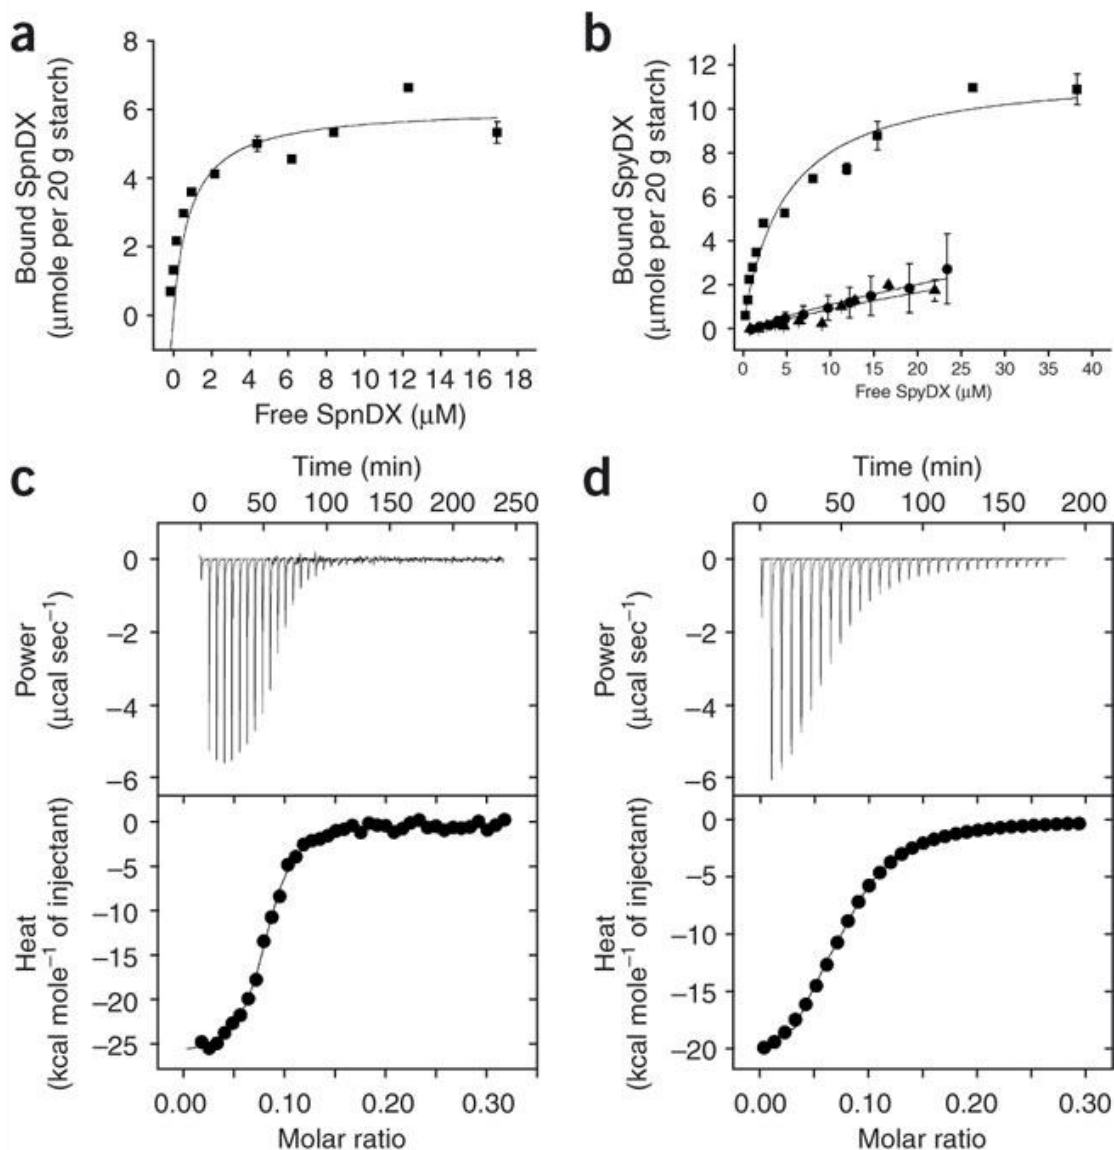 a
8
6
4
2
0
Bound SpnDX
(µmole per 20 g starch)
0 2 4 6 8 10 12 14 16 18
Free SpnDX (µM)
b
12
10
8
6
4
2
0
Bound SpyDX
(µmole per 20 g starch)
0 5 10 15 20 25 30 35 40
Free SpyDX (µM)
c
Time (min)
0 50 100 150 200 240
0
−2
−4
−6
Power
(µcal sec⁻¹)
0
−5
−10
−15
−20
−25
Heat
(kcal mole⁻¹ of injectant)
0.00 0.10 0.20 0.30
Molar ratio
d
Time (min)
0 50 100 150 200
0
−2
−4
−6
Power
(µcal sec⁻¹)
0
−5
−10
−15
−20
Heat
(kcal mole⁻¹ of injectant)
0.00 0.10 0.20 0.30
Molar ratio